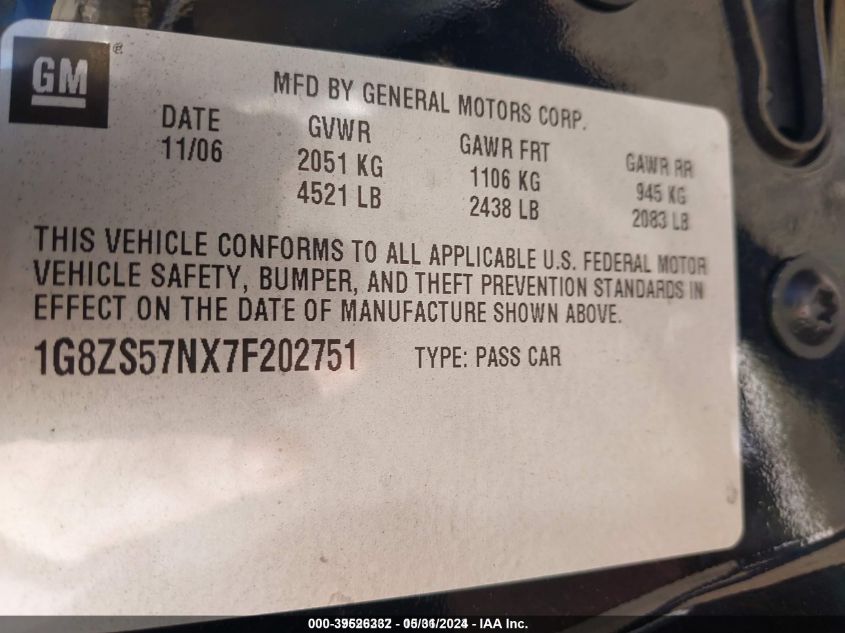 GM ®
MFD BY GENERAL MOTORS CORP.
DATE GVWR GAWR FRT GAWR RR
11/06 2051 KG 1106 KG 945 KG
4521 LB 2438 LB 2083 LB
THIS VEHICLE CONFORMS TO ALL APPLICABLE U.S. FEDERAL MOTOR
VEHICLE SAFETY, BUMPER, AND THEFT PREVENTION STANDARDS IN
EFFECT ON THE DATE OF MANUFACTURE SHOWN ABOVE.
1G8ZS57NX7F202751 TYPE: PASS CAR
- IAA Inc.